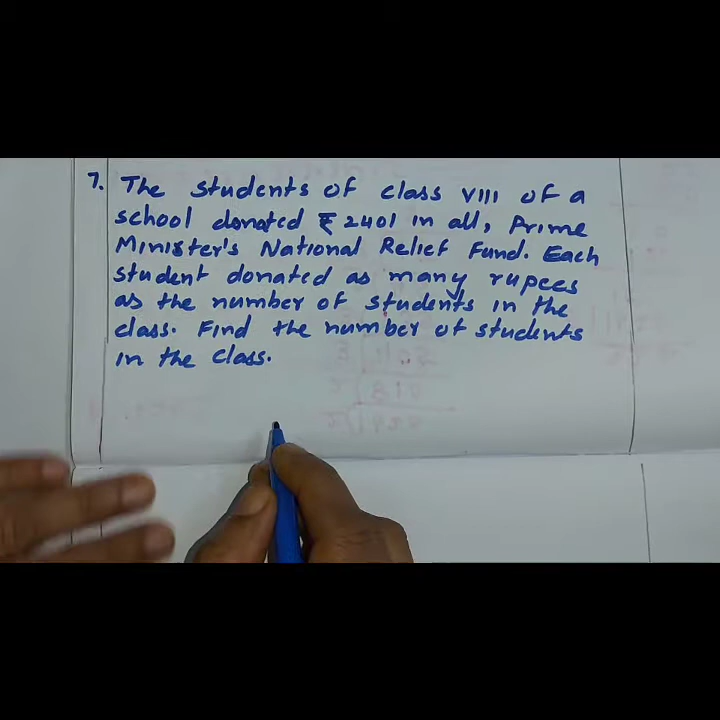 7. The students of class VIII of a
school donated ₹ 2401 in all, Prime
Minister's National Relief Fund. Each
student donated as many rupees
as the number of students in the
class. Find the number of students
in the class.